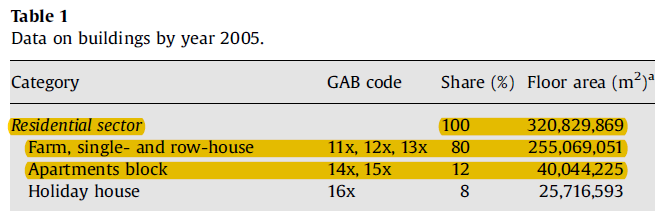 Table 1
Data on buildings by year 2005.
Category GAB code Share (%) Floor area (m²)ᵃ
Residential sector 100 320,829,869
Farm, single- and row-house 11x, 12x, 13x 80 255,069,051
Apartments block 14x, 15x 12 40,044,225
Holiday house 16x 8 25,716,593